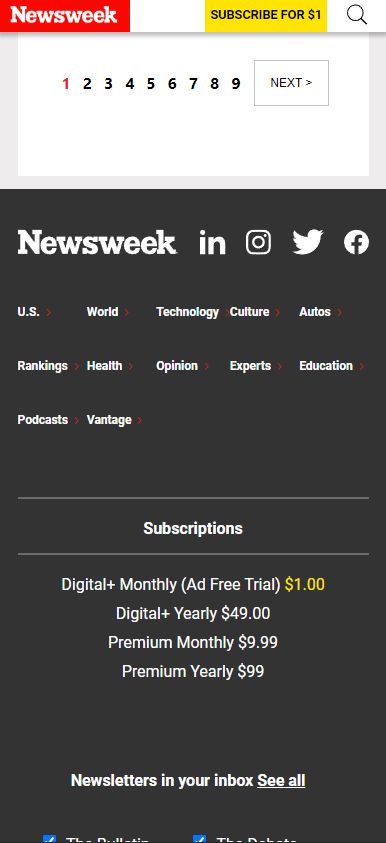 Newsweek SUBSCRIBE FOR $1
1 2 3 4 5 6 7 8 9 NEXT >
Newsweek
U.S. > World > Technology > Culture > Autos >
Rankings > Health > Opinion > Experts > Education >
Podcasts > Vantage >
Subscriptions
Digital+ Monthly (Ad Free Trial) $1.00
Digital+ Yearly $49.00
Premium Monthly $9.99
Premium Yearly $99
Newsletters in your inbox See all
The Bulletin The Debate